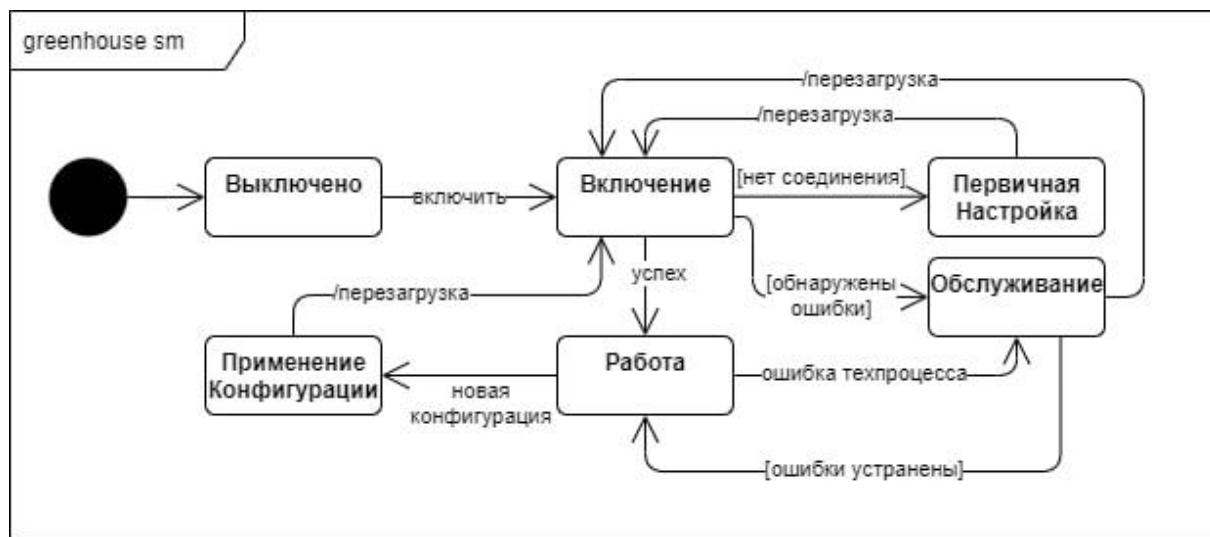 greenhouse sm
/перезагрузка
/перезагрузка
Выключено
включить
Включение
[нет соединения]
Первичная
Настройка
успех
[обнаружены
ошибки]
Обслуживание
/перезагрузка
Применение
Конфигурации
новая
конфигурация
Работа
ошибка техпроцесса
[ошибки устранены]